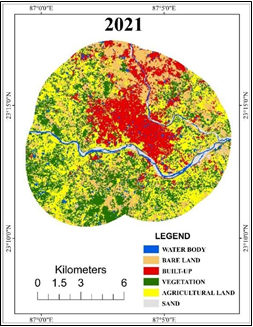 2021
87°0'0"E 87°5'0"E
23°15'0"N 23°15'0"N
23°10'0"N 23°10'0"N
LEGEND
WATER BODY
BARE LAND
BUILT-UP
VEGETATION
AGRICULTURAL LAND
SAND
Kilometers
0 1.5 3 6
87°0'0"E 87°5'0"E